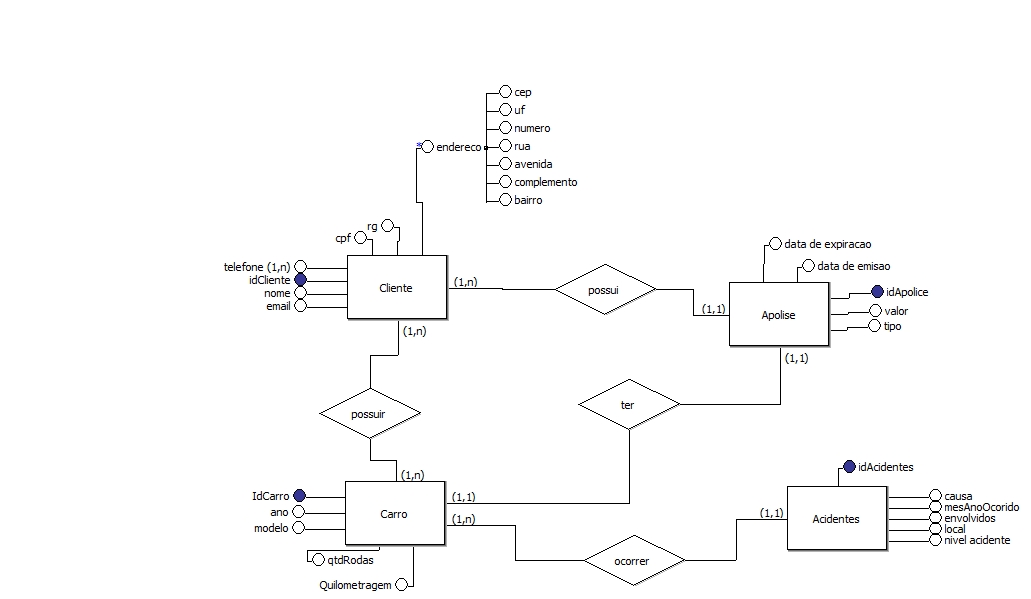 cep
uf
numero
*
endereco
rua
avenida
complemento
bairro
rg
cpf
telefone (1,n)
idCliente
nome
email
Cliente
(1,n)
possui
(1,1)
data de expiracao
data de emisao
Apolise
idApolice
valor
tipo
(1,n)
(1,1)
possuir
ter
(1,n)
IdCarro
ano
modelo
Carro
(1,1)
(1,n)
qtdRodas
Quilometragem
ocorrer
(1,1)
idAcidentes
Acidentes
causa
mesAnoOcorido
envolvidos
local
nivel acidente